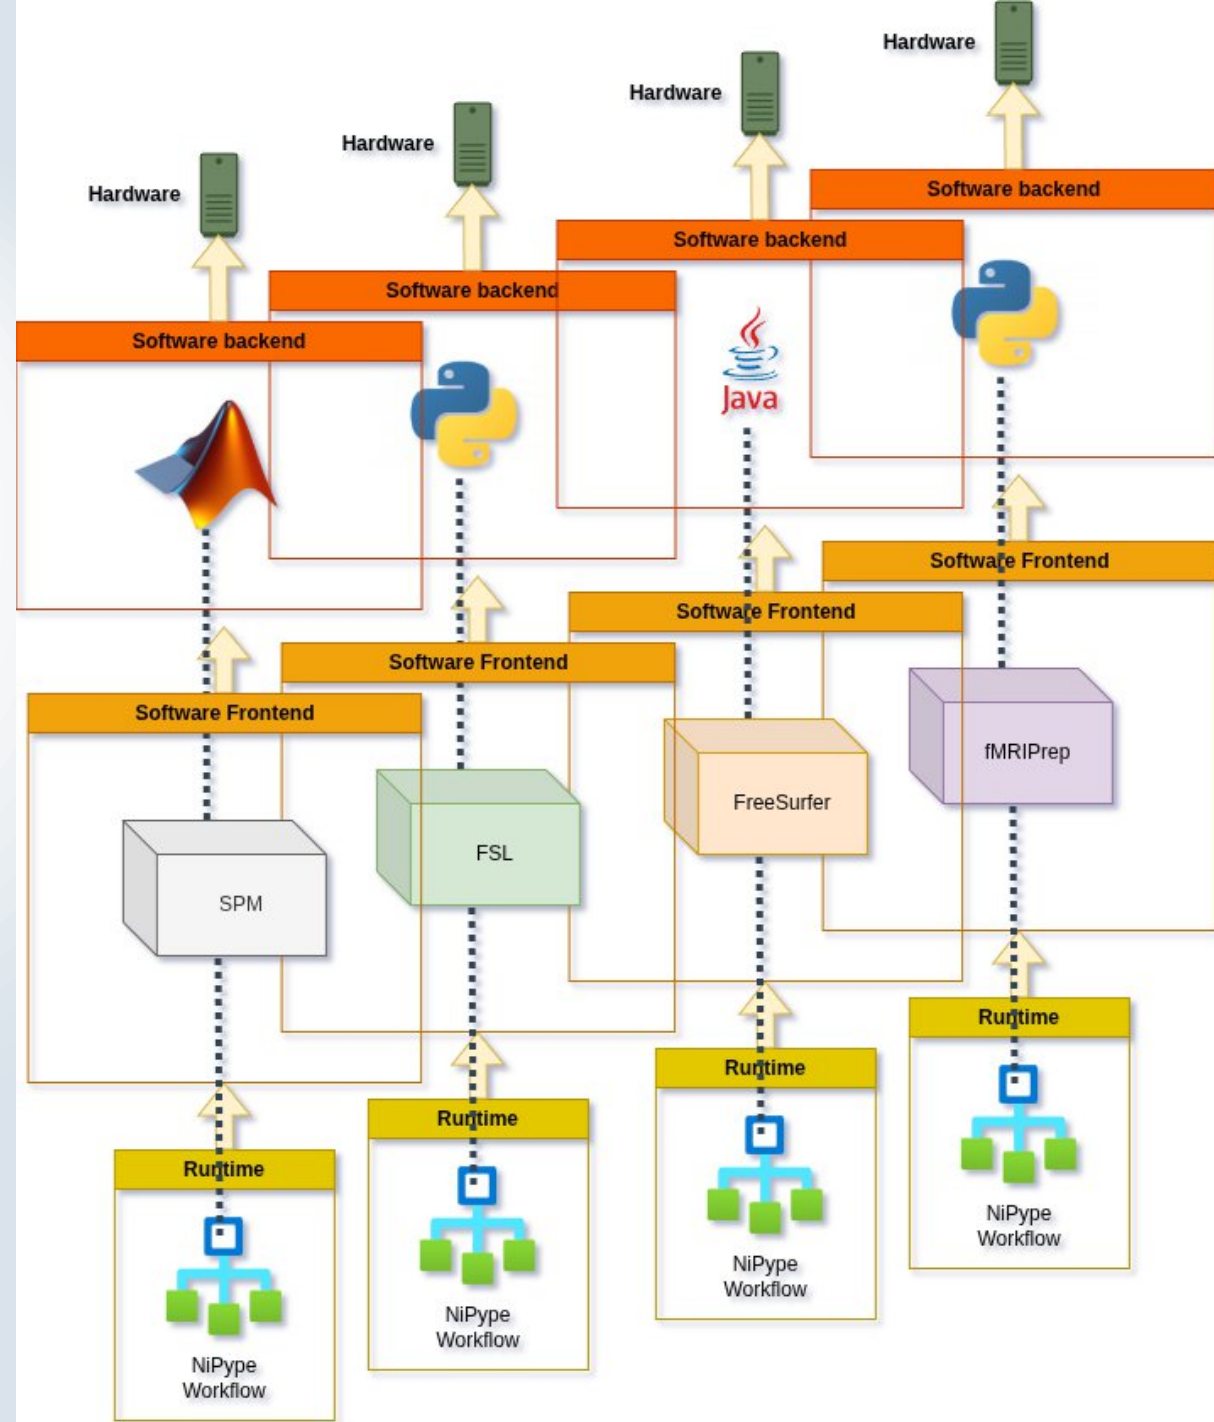 Hardware
Hardware
Hardware
Hardware
Software backend
Software backend
Software backend
Software backend
Java
Software Frontend
Software Frontend
Software Frontend
Software Frontend
fMRIPrep
FreeSurfer
FSL
SPM
Runtime
Runtime
Runtime
Runtime
NiPype
Workflow
NiPype
Workflow
NiPype
Workflow
NiPype
Workflow